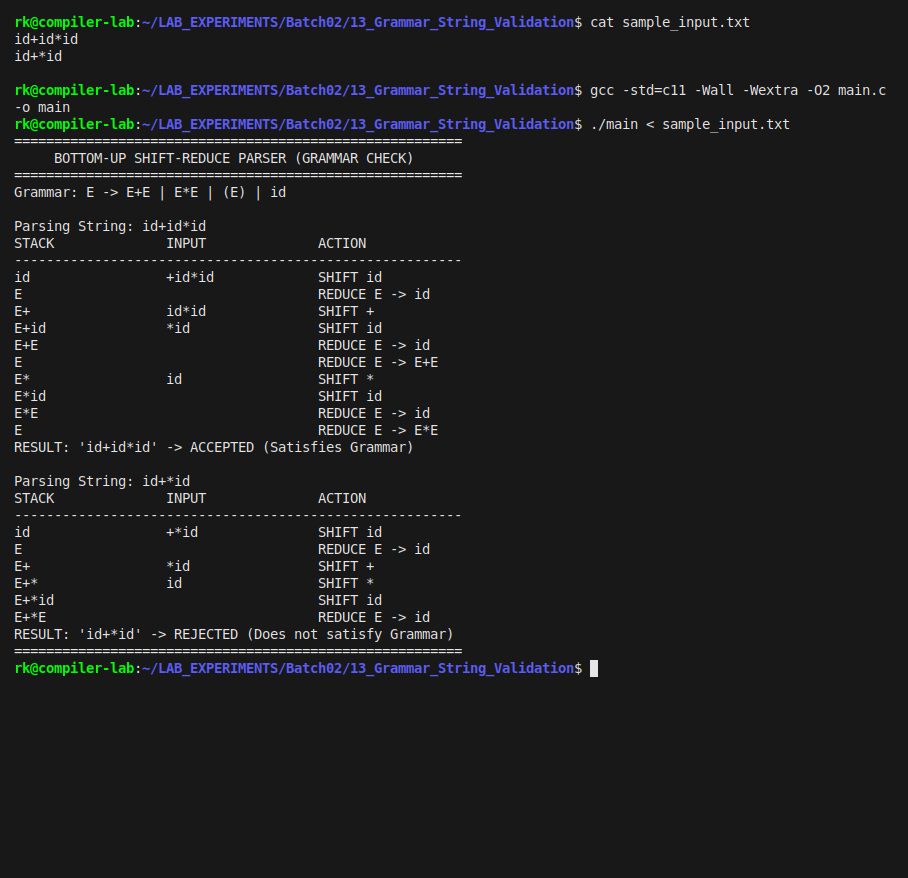 rk@compiler-lab:~/LAB_EXPERIMENTS/Batch02/13_Grammar_String_Validation$ cat sample_input.txt
id+id*id
id+*id

rk@compiler-lab:~/LAB_EXPERIMENTS/Batch02/13_Grammar_String_Validation$ gcc -std=c11 -Wall -Wextra -O2 main.c
-o main
rk@compiler-lab:~/LAB_EXPERIMENTS/Batch02/13_Grammar_String_Validation$ ./main < sample_input.txt
========================================================
     BOTTOM-UP SHIFT-REDUCE PARSER (GRAMMAR CHECK)
========================================================
Grammar: E -> E+E | E*E | (E) | id

Parsing String: id+id*id
STACK              INPUT              ACTION
--------------------------------------------------------
id                 +id*id             SHIFT id
E                                     REDUCE E -> id
E+                 id*id              SHIFT +
E+id               *id                SHIFT id
E+E                                   REDUCE E -> id
E                                     REDUCE E -> E+E
E*                 id                 SHIFT *
E*id                                  SHIFT id
E*E                                   REDUCE E -> id
E                                     REDUCE E -> E*E
RESULT: 'id+id*id' -> ACCEPTED (Satisfies Grammar)

Parsing String: id+*id
STACK              INPUT              ACTION
--------------------------------------------------------
id                 +*id               SHIFT id
E                                     REDUCE E -> id
E+                 *id                SHIFT +
E+*                id                 SHIFT *
E+*id                                 SHIFT id
E+*E                                  REDUCE E -> id
RESULT: 'id+*id' -> REJECTED (Does not satisfy Grammar)
========================================================
rk@compiler-lab:~/LAB_EXPERIMENTS/Batch02/13_Grammar_String_Validation$